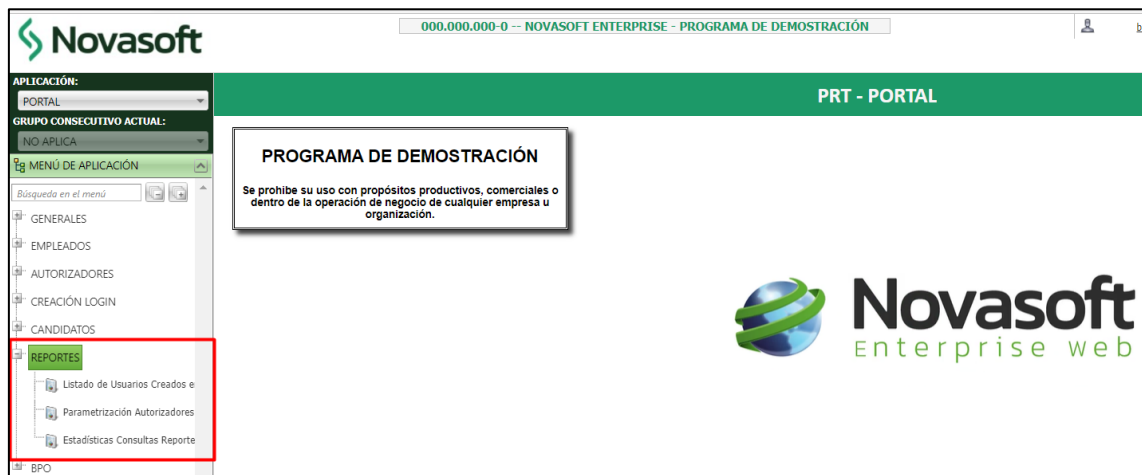 Novasoft
000.000.000-0 -- NOVASOFT ENTERPRISE - PROGRAMA DE DEMOSTRACIÓN
APLICACIÓN:
PORTAL
PRT - PORTAL
GRUPO CONSECUTIVO ACTUAL:
NO APLICA
MENÚ DE APLICACIÓN
Búsqueda en el menú
GENERALES
EMPLEADOS
AUTORIZADORES
CREACIÓN LOGIN
CANDIDATOS
REPORTES
Listado de Usuarios Creados e
Parametrización Autorizadores
Estadísticas Consultas Reporte
BPO
PROGRAMA DE DEMOSTRACIÓN
Se prohibe su uso con propósitos productivos, comerciales o
dentro de la operación de negocio de cualquier empresa u
organización.
Novasoft
Enterprise web